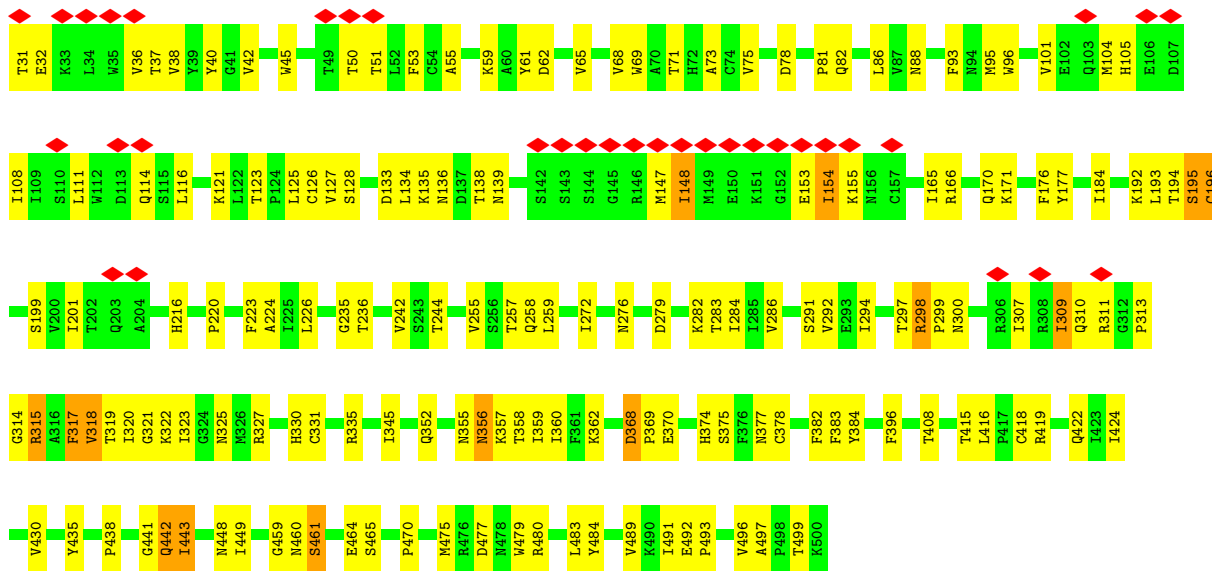 T31 E32 K33 L34 W35 V36 T37 V38 Y39 Y40 G41 V42 W45 T49 T50 T51 L52 F53 C54 A55 K59 A60 Y61 D62 V65 V68 W69 A70 T71 H72 A73 C74 V75 D78 P81 Q82 L86 V87 N88 F93 N94 M95 W96 V101 E102 Q103 M104 H105 E106 D107
I108 I109 S110 L111 W112 D113 Q114 S115 L116 K121 L122 T123 P124 L125 C126 V127 S128 D133 L134 K135 N136 D137 T138 N139 S142 S143 S144 G145 R146 M147 I148 M149 E150 K151 G152 E153 I154 K155 N156 C157 I165 R166 Q170 K171 F176 Y177 I184 K192 L193 T194 S195 C196
S199 V200 I201 T202 Q203 A204 H216 P220 F223 A224 I225 L226 G235 T236 V242 S243 T244 V255 S256 T257 Q258 L259 I272 N276 D279 K282 T283 I284 I285 V286 S291 V292 E293 I294 T297 R298 P299 N300 R306 I307 R308 I309 Q310 R311 G312 P313
G314 R315 A316 F317 V318 T319 I320 G321 K322 I323 G324 N325 M326 R327 H330 C331 R335 I345 Q352 N355 N356 K357 T358 I359 I360 F361 K362 D368 P369 E370 H374 S375 F376 N377 C378 F382 F383 Y384 F396 T408 T415 L416 P417 C418 R419 Q422 I423 I424
V430 Y435 P438 G441 Q442 I443 N448 I449 G459 N460 S461 E464 S465 P470 M475 R476 D477 N478 W479 R480 L483 Y484 V489 K490 I491 E492 P493 V496 A497 P498 T499 K500